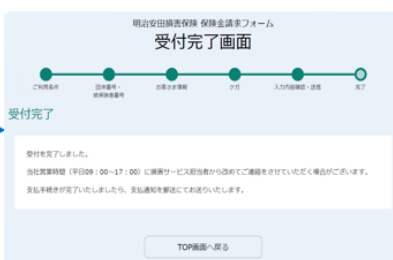 明治安田損害保険 保険金請求フォーム
受付完了画面
ご利用条件
団体番号・
被保険者番号
お客さま情報
ケガ
入力内容確認・送信
完了
受付完了
受付を完了しました。
当社営業時間（平日09：00～17：00）に損害サービス担当者から改めてご連絡をさせていただく場合がございます。
支払手続きが完了いたしましたら、支払通知を郵送にてお送りいたします。
TOP画面へ戻る